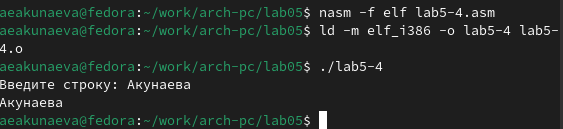 aeakunaeva@fedora:~/work/arch-pc/lab05$ nasm -f elf lab5-4.asm
aeakunaeva@fedora:~/work/arch-pc/lab05$ ld -m elf_i386 -o lab5-4 lab5-
4.o
aeakunaeva@fedora:~/work/arch-pc/lab05$ ./lab5-4
Введите строку: Акунаева
Акунаева
aeakunaeva@fedora:~/work/arch-pc/lab05$